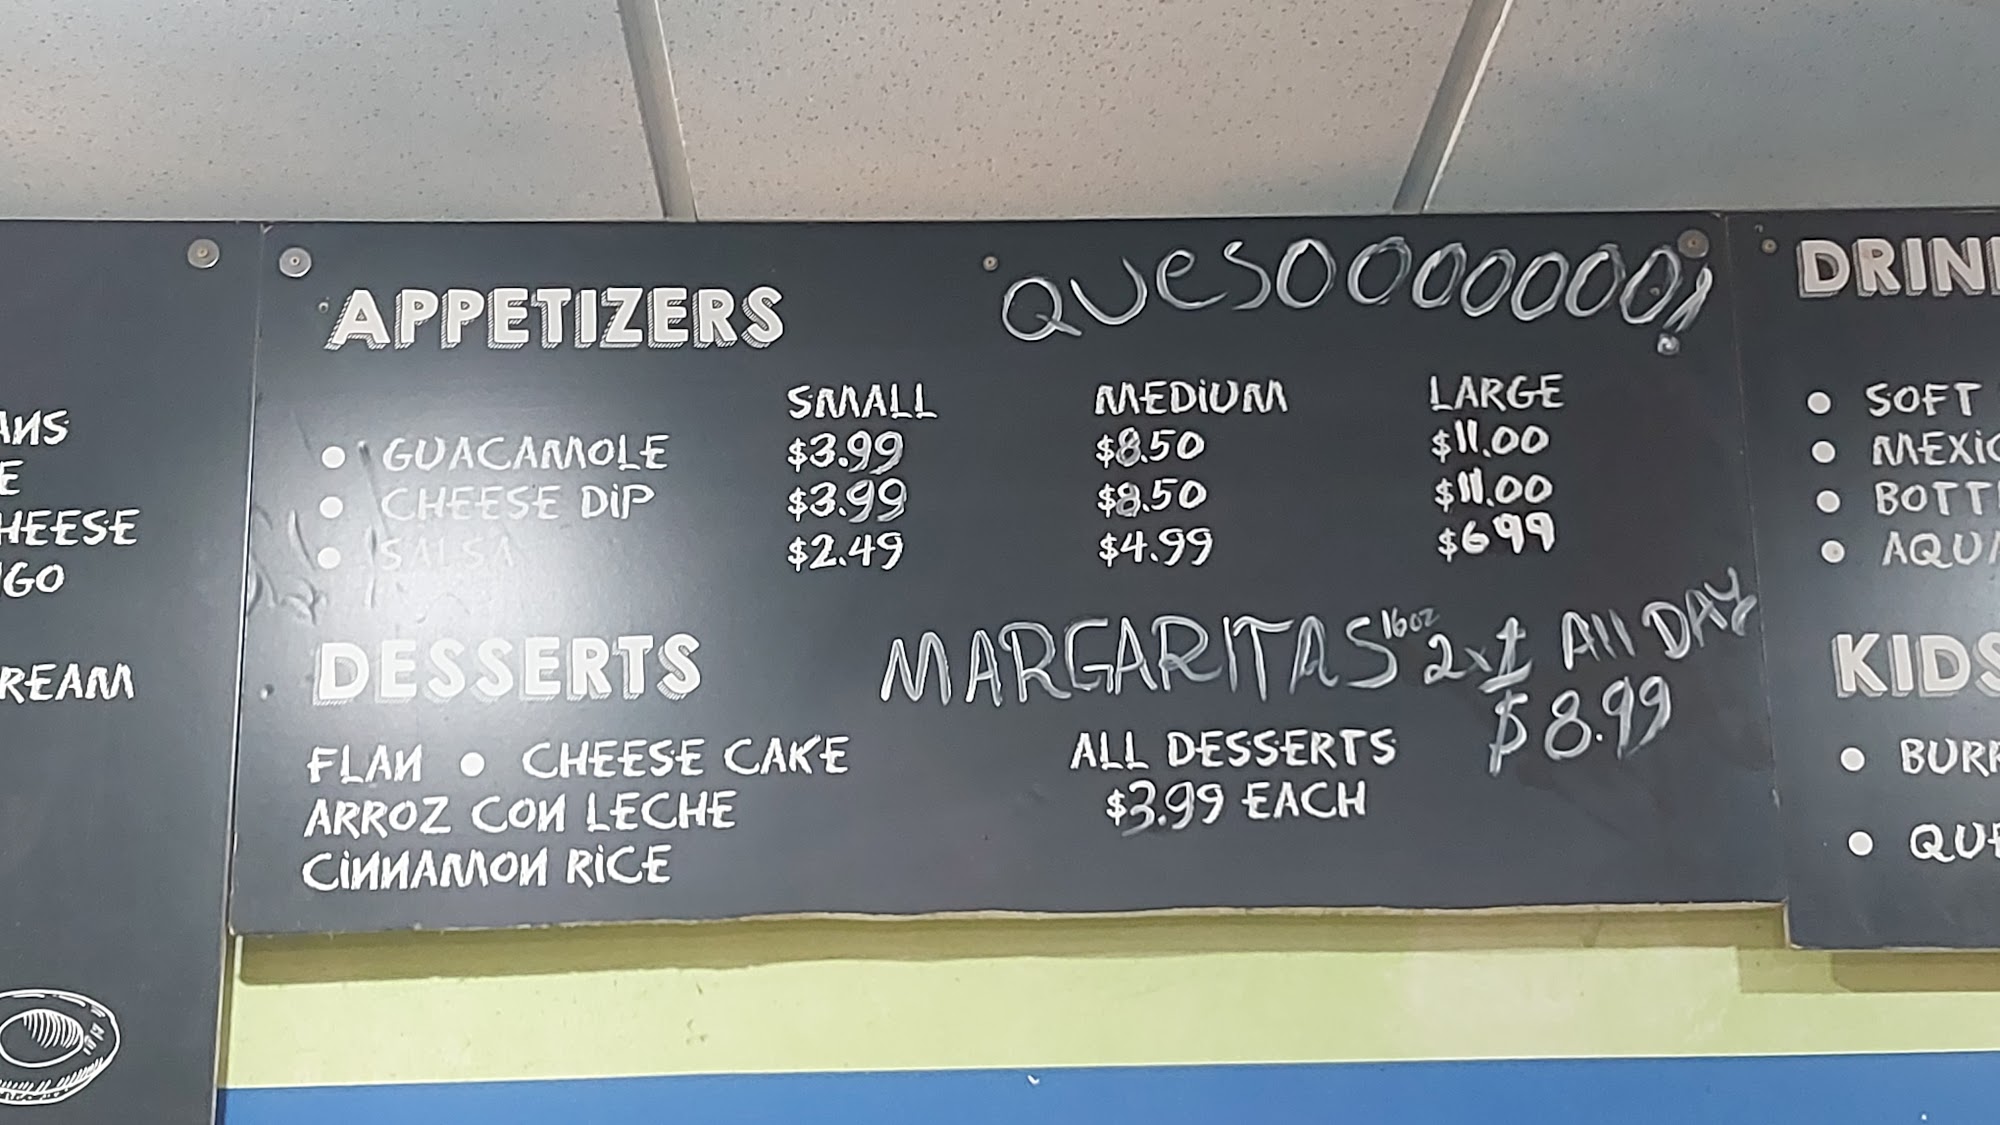 ANS
E
HEESE
GO
REAM
APPETIZERS
QUESOOOOOOOO!
SMALL MEDIUM LARGE
• GUACAMOLE $3.99 $8.50 $11.00
• CHEESE DIP $3.99 $8.50 $11.00
• SALSA $2.49 $4.99 $6.99
DESSERTS
MARGARITAS 16oz 2x1 All DAY
$8.99
FLAN • CHEESE CAKE
ARROZ CON LECHE
CINNAMON RICE
ALL DESSERTS
$3.99 EACH
DRIN
• SOFT
• MEXIC
• BOTT
• AQUA
KIDS
• BURR
• QUE